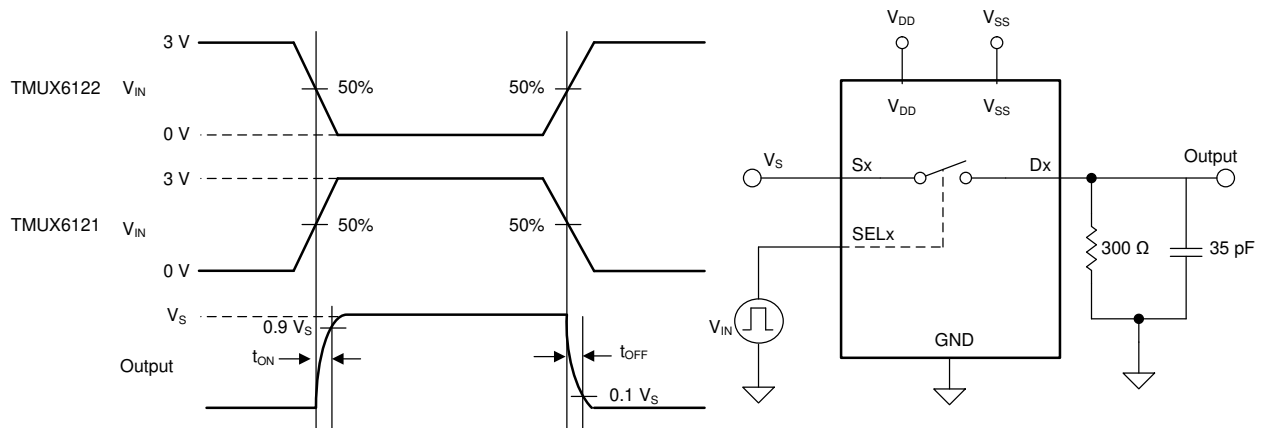 3 V
TMUX6122 V_IN 50% 50%
0 V
3 V
TMUX6121 V_IN 50% 50%
0 V
V_S
0.9 V_S
t_ON t_OFF
Output
0.1 V_S
V_DD V_SS
V_DD V_SS
V_S Sx Dx Output
SELx
300 Ω 35 pF
V_IN
GND